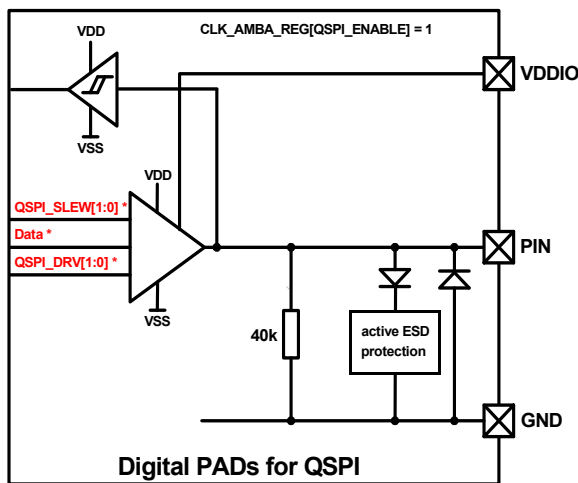 CLK_AMBA_REG[QSPI_ENABLE] = 1
VDD
VDDIO
VSS
VDD
QSPI_SLEW[1:0] *
Data *
QSPI_DRV[1:0] *
PIN
VSS
40k
active ESD
protection
GND
Digital PADs for QSPI